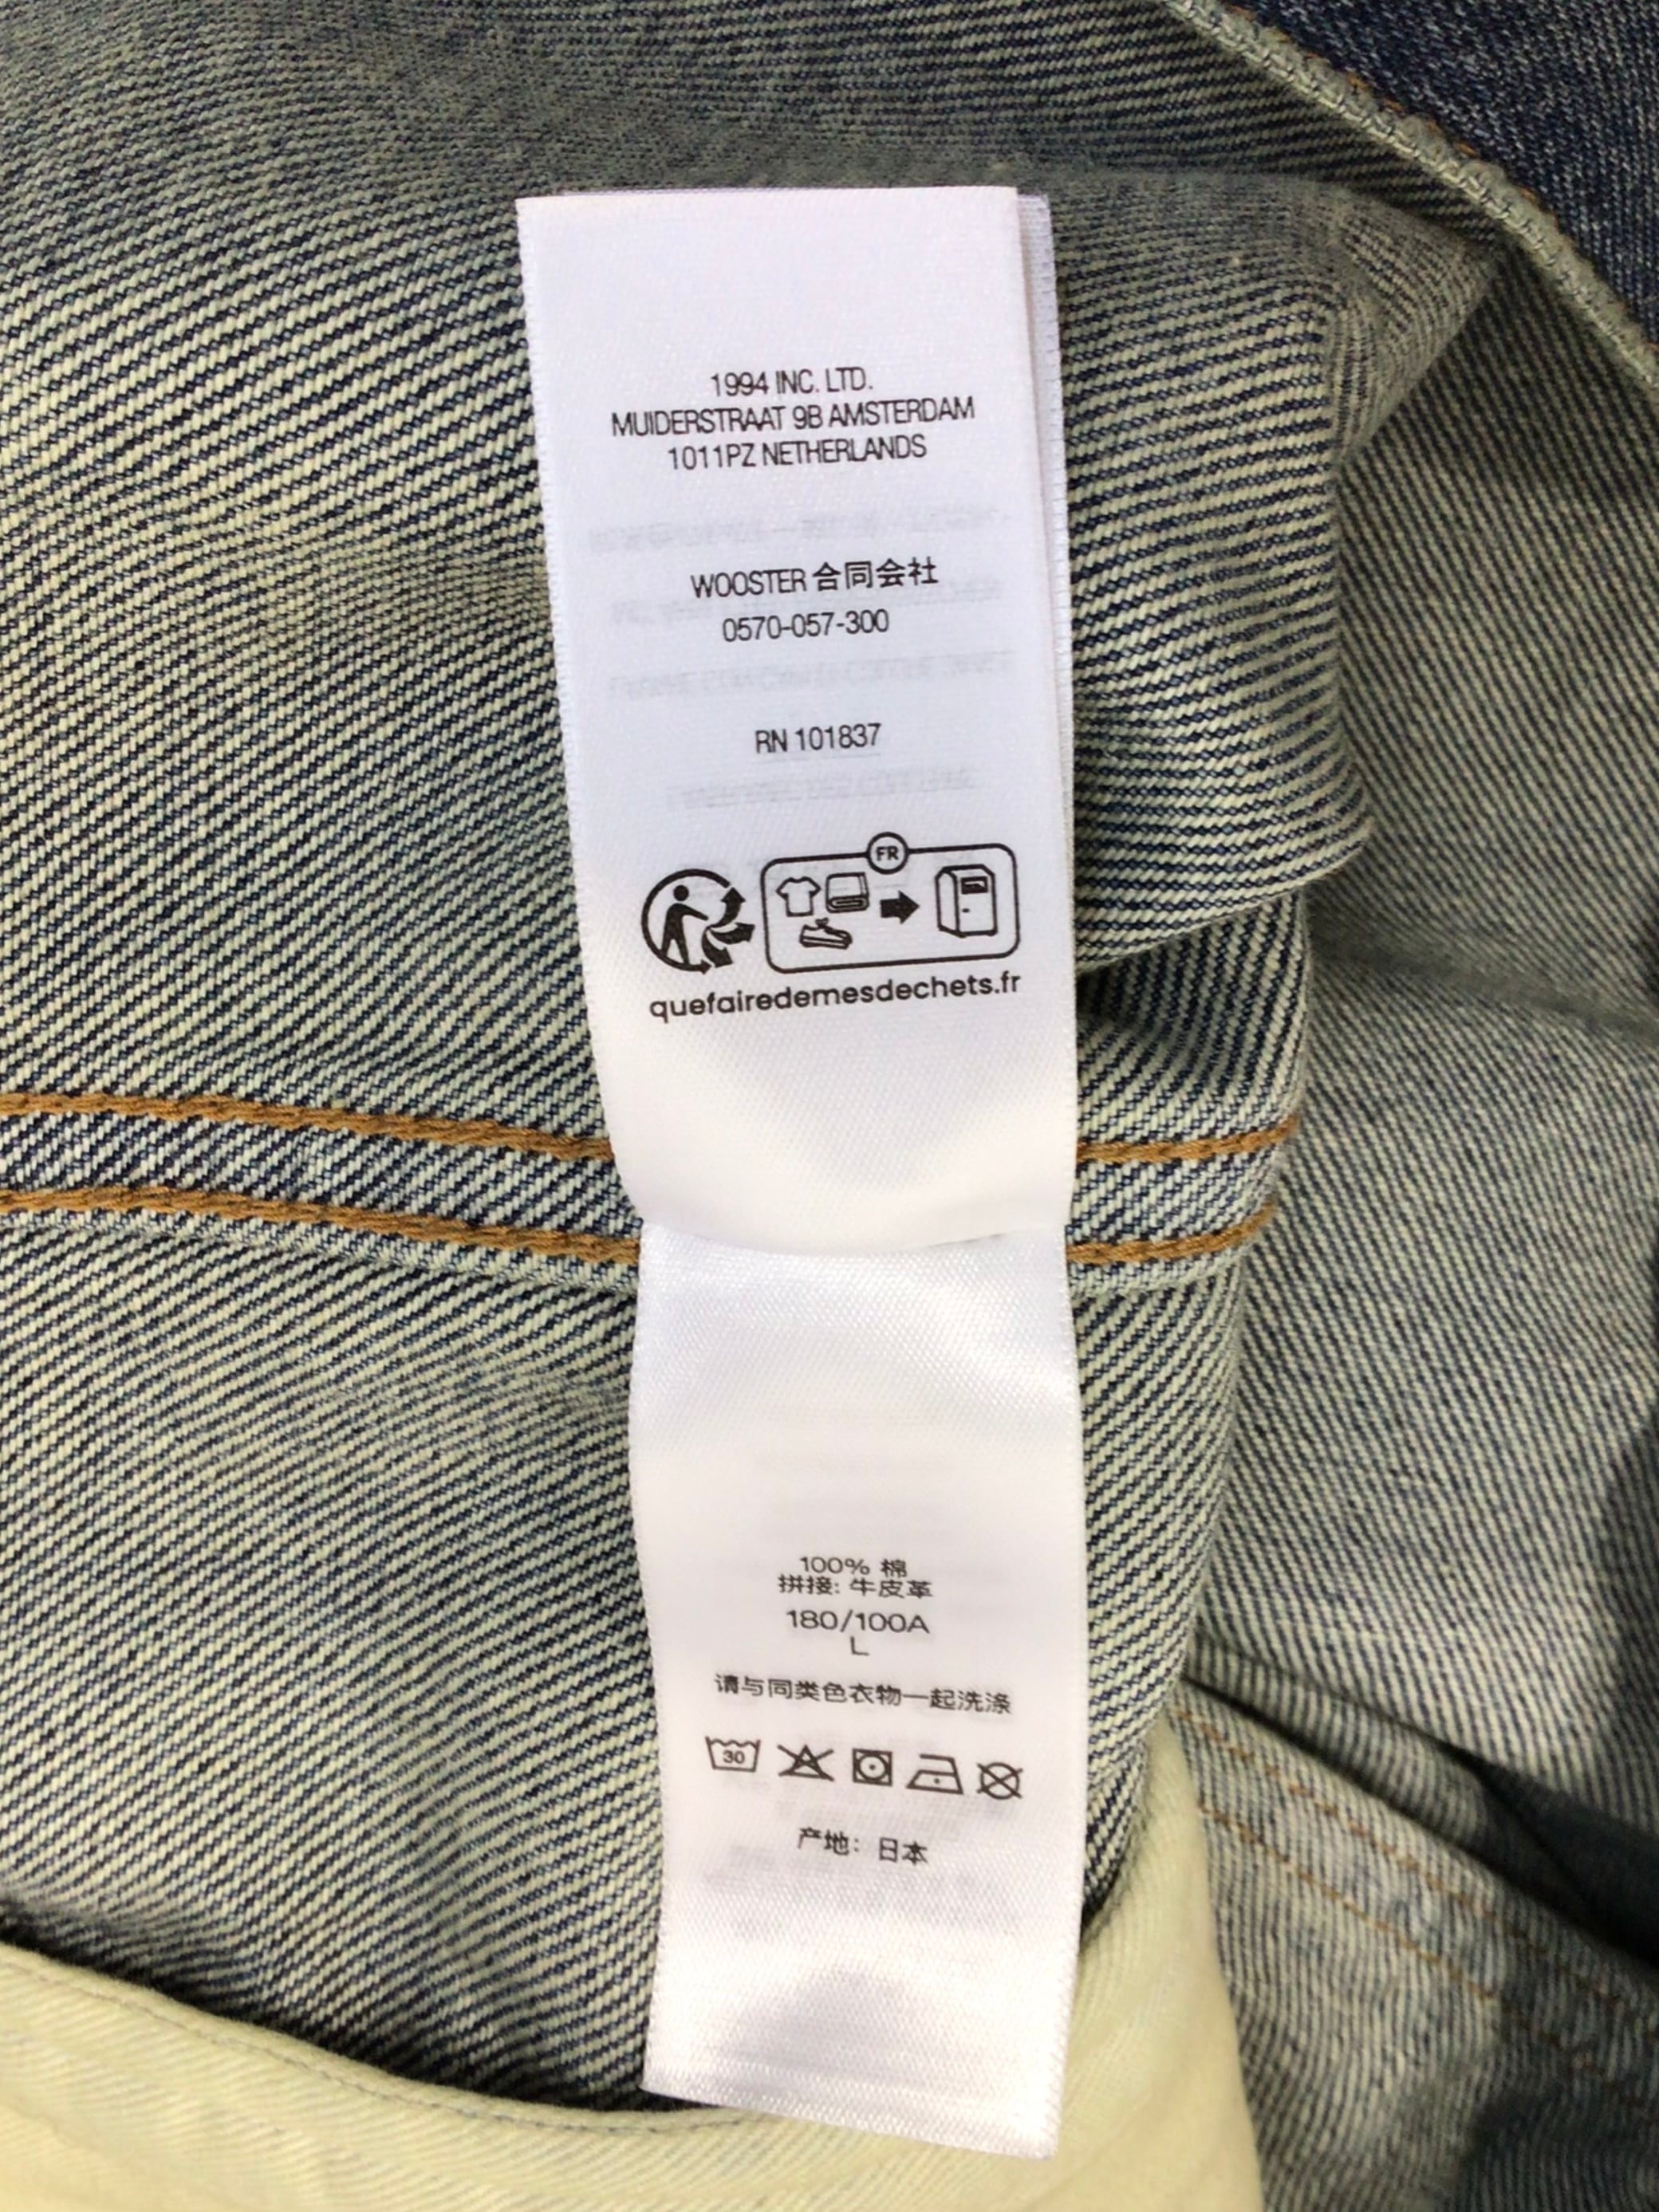 1994 INC. LTD.
MUIDERSTRAAT 9B AMSTERDAM
1011PZ NETHERLANDS
WOOSTER 合同会社
0570-057-300
RN 101837
FR
quefairedemesdechets.fr
100% 棉
拼接: 牛皮革
180/100A
L
请与同类色衣物一起洗涤
30
产地: 日本